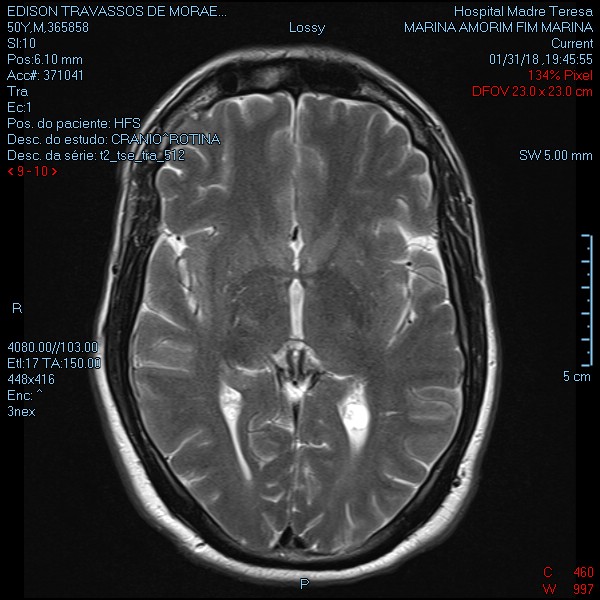 EDISON TRAVASSOS DE MORAE...
50Y,M,365858
Sl:10
Pos:6.10 mm
Acc#: 371041
Tra
Ec:1
Pos. do paciente: HFS
Desc. do estudo: CRANIO^ROTINA
Desc. da série: t2_tse_tra_512
< 9 - 10 >
Lossy
Hospital Madre Teresa
MARINA AMORIM FIM MARINA
Current
01/31/18 ,19:45:55
134% Pixel
DFOV 23.0 x 23.0 cm
SW 5.00 mm
R
4080.00//103.00
Etl:17 TA:150.00
448x416
Enc: ^
3nex
5 cm
P
C 460
W 997